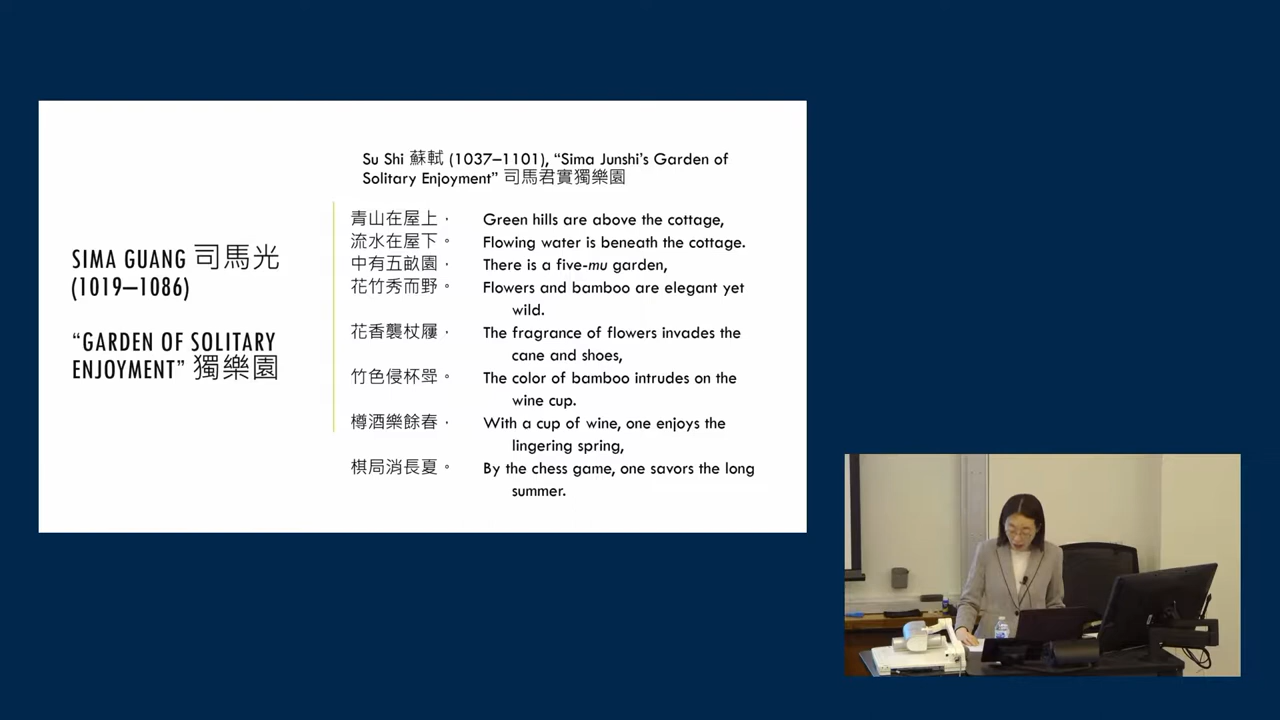 SIMA GUANG 司馬光
(1019–1086)
“GARDEN OF SOLITARY
ENJOYMENT” 獨樂園
Su Shi 蘇軾 (1037–1101), “Sima Junshi’s Garden of
Solitary Enjoyment” 司馬君實獨樂園
青山在屋上， Green hills are above the cottage,
流水在屋下。 Flowing water is beneath the cottage.
中有五畝園， There is a five-mu garden,
花竹秀而野。 Flowers and bamboo are elegant yet
wild.
花香襲杖屨， The fragrance of flowers invades the
cane and shoes,
竹色侵杯斝。 The color of bamboo intrudes on the
wine cup.
樽酒樂餘春， With a cup of wine, one enjoys the
lingering spring,
棋局消長夏。 By the chess game, one savors the long
summer.